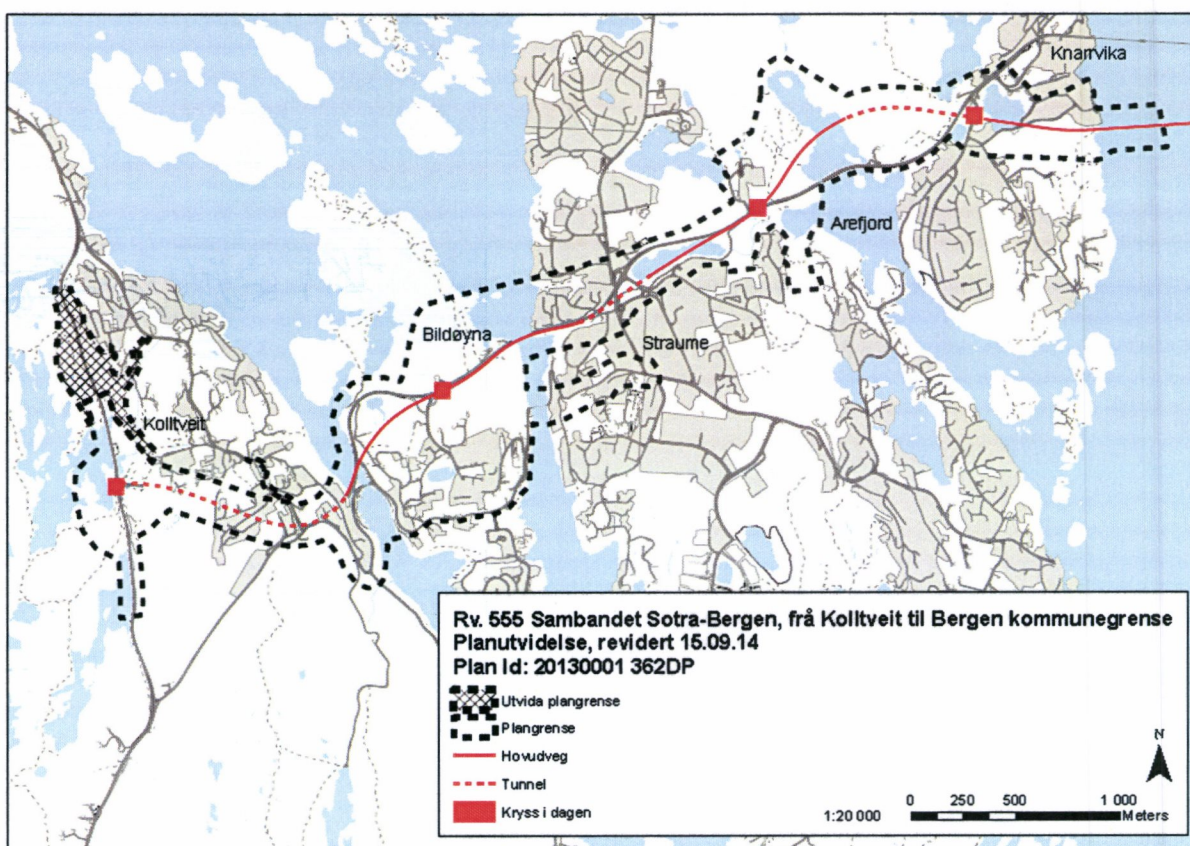 Knarrvika
Arefjord
Bildøyna
Straume
Kolltveit
Rv. 555 Sambandet Sotra-Bergen, frå Kolltveit til Bergen kommunegrense
Planutvidelse, revidert 15.09.14
Plan Id: 20130001 362DP
Utvida plangrense
Plangrense
Hovudveg
Tunnel
Kryss i dagen
N
1:20 000
0 250 500 1 000
Meters